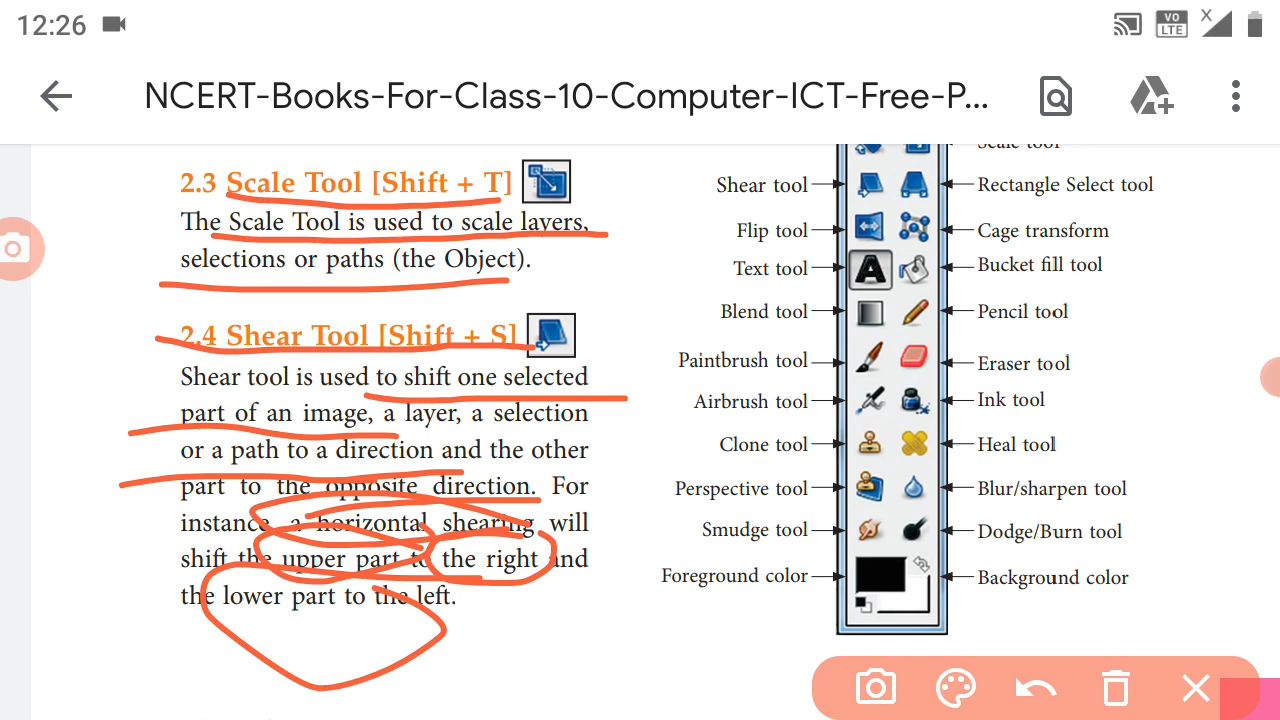 12:26
VO
LTE
X
NCERT-Books-For-Class-10-Computer-ICT-Free-P...
2.3 Scale Tool [Shift + T]
The Scale Tool is used to scale layers,
selections or paths (the Object).
2.4 Shear Tool [Shift + S]
Shear tool is used to shift one selected
part of an image, a layer, a selection
or a path to a direction and the other
part to the opposite direction. For
instance, a horizontal shearing will
shift the upper part to the right and
the lower part to the left.
Scale tool
Shear tool
Rectangle Select tool
Flip tool
Cage transform
Text tool
A
Bucket fill tool
Blend tool
Pencil tool
Paintbrush tool
Eraser tool
Airbrush tool
Ink tool
Clone tool
Heal tool
Perspective tool
Blur/sharpen tool
Smudge tool
Dodge/Burn tool
Foreground color
Background color